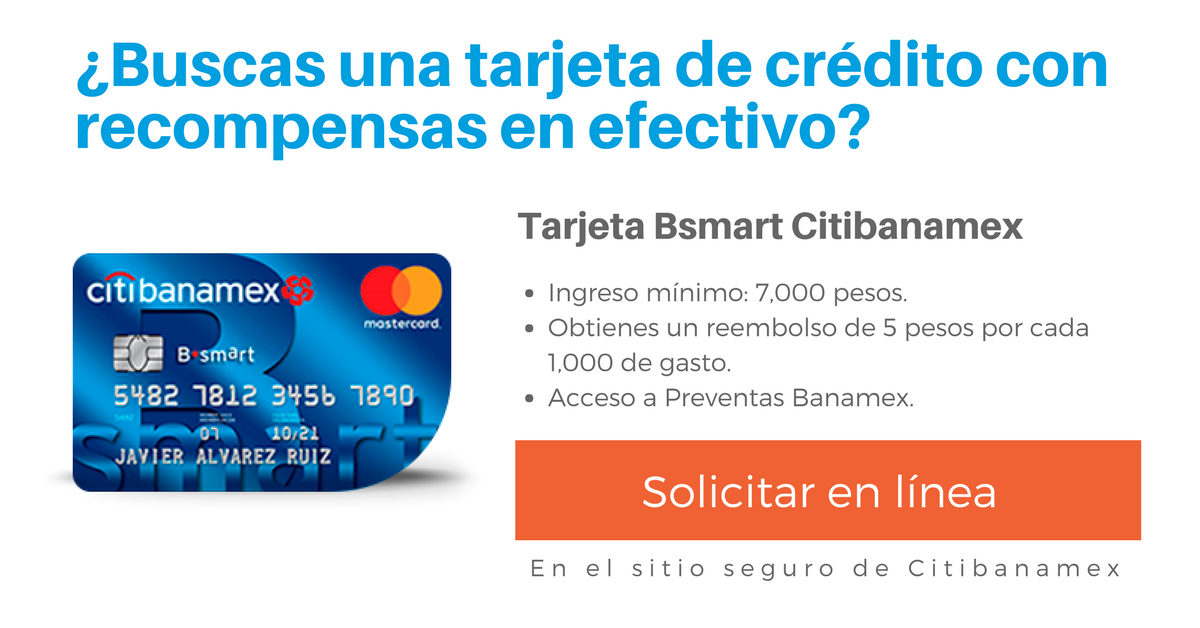 ¿Buscas una tarjeta de crédito con
recompensas en efectivo?
Tarjeta Bsmart Citibanamex
• Ingreso mínimo: 7,000 pesos.
• Obtienes un reembolso de 5 pesos por cada
1,000 de gasto.
• Acceso a Preventas Banamex.
Solicitar en línea
En el sitio seguro de Citibanamex
citibanamex
mastercard.
B•smart
5482 7812 3456 7890
07 10/21
JAVIER ALVAREZ RUIZ
smart